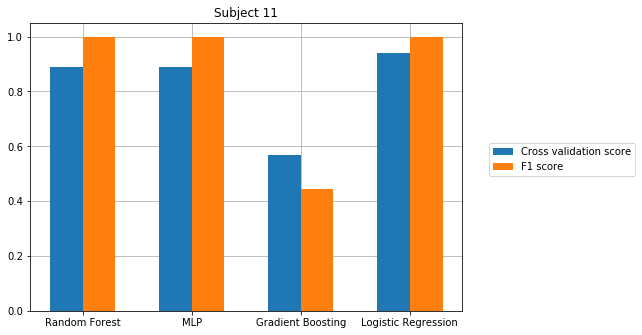 Subject 11
1.0
0.8
0.6
0.4
0.2
0.0
Random Forest
MLP
Gradient Boosting
Logistic Regression
Cross validation score
F1 score